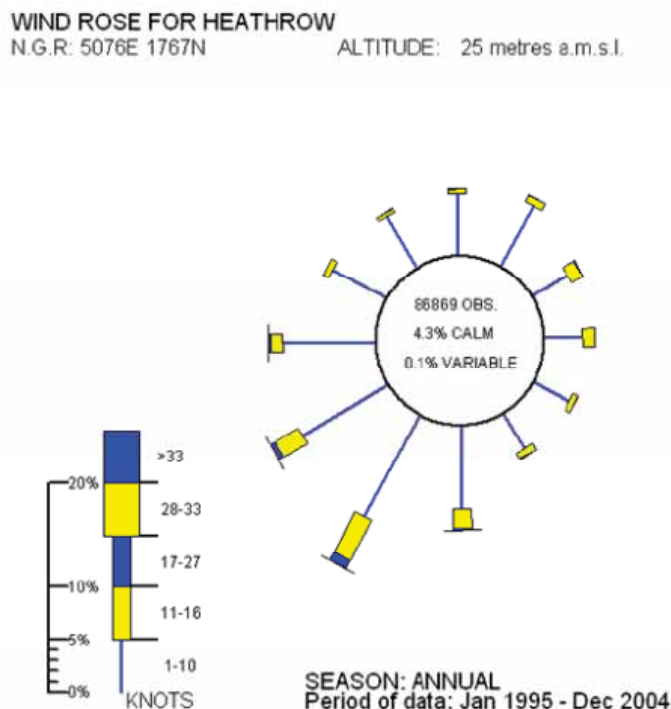 WIND ROSE FOR HEATHROW
N.G.R: 5076E 1767N ALTITUDE: 25 metres a.m.s.l.
86869 OBS.
4.3% CALM
0.1% VARIABLE
>33
20%
28-33
17-27
10%
11-16
5%
1-10
0%
KNOTS
SEASON: ANNUAL
Period of data: Jan 1995 - Dec 2004